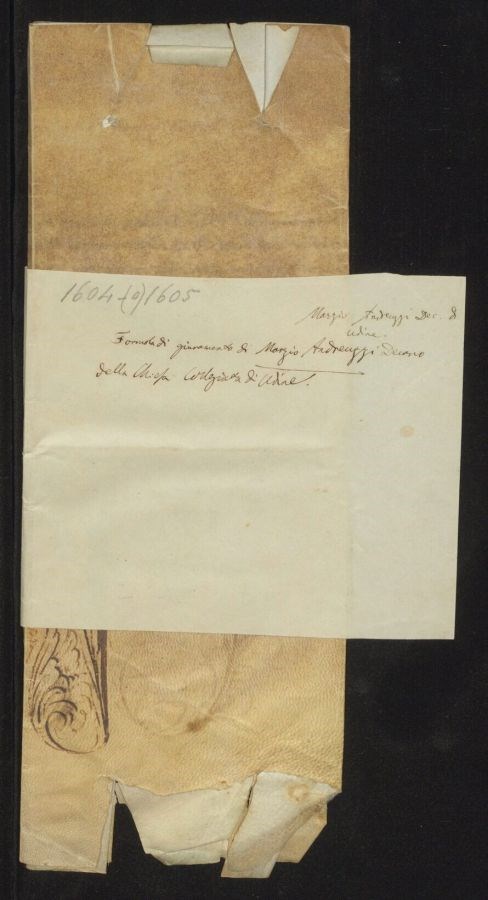 1604 (o) 1605
Marzio Andreuzzi Dec. di
Udine.
Formola di giuramento di Marzio Andreuzzi Decano
della Chiesa Collegiata di Udine.